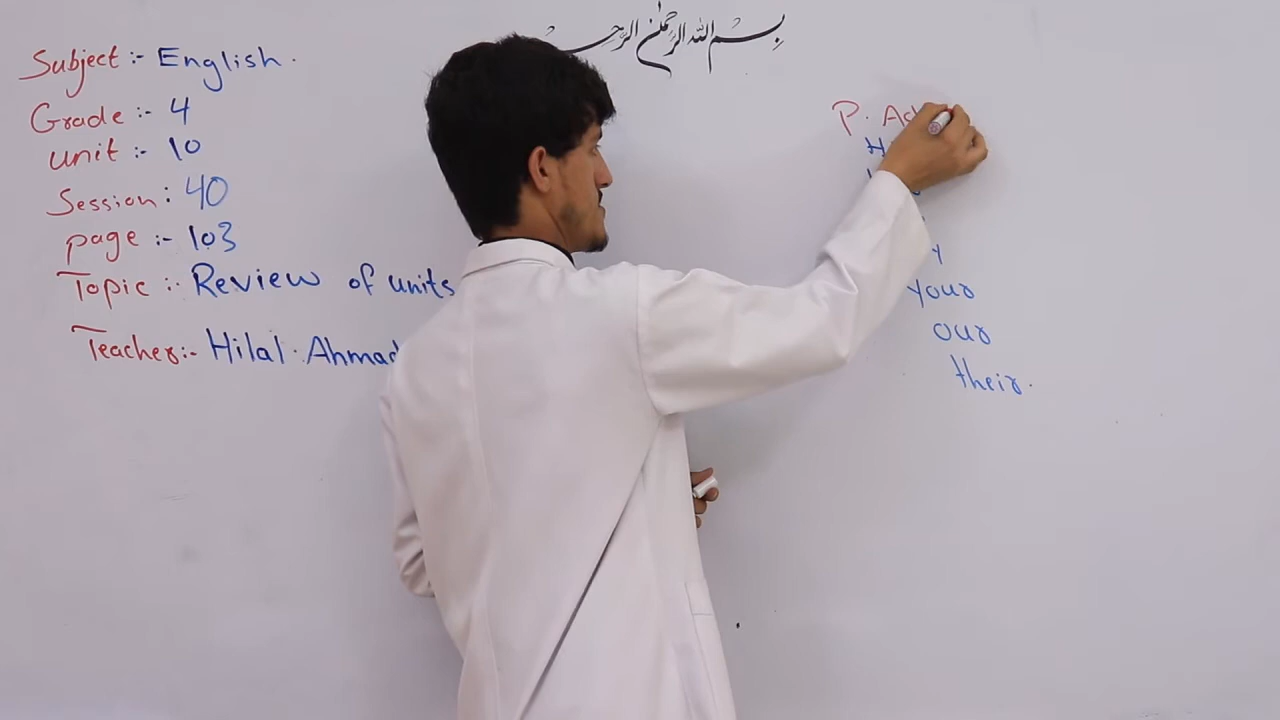 بسم الله الرحمن الرحيم
Subject :- English.
Grade :- 4
unit :- 10
Session : 40
page :- 103
Topic :- Review of units
Teacher:- Hilal. Ahmad
P.
your
our
their.